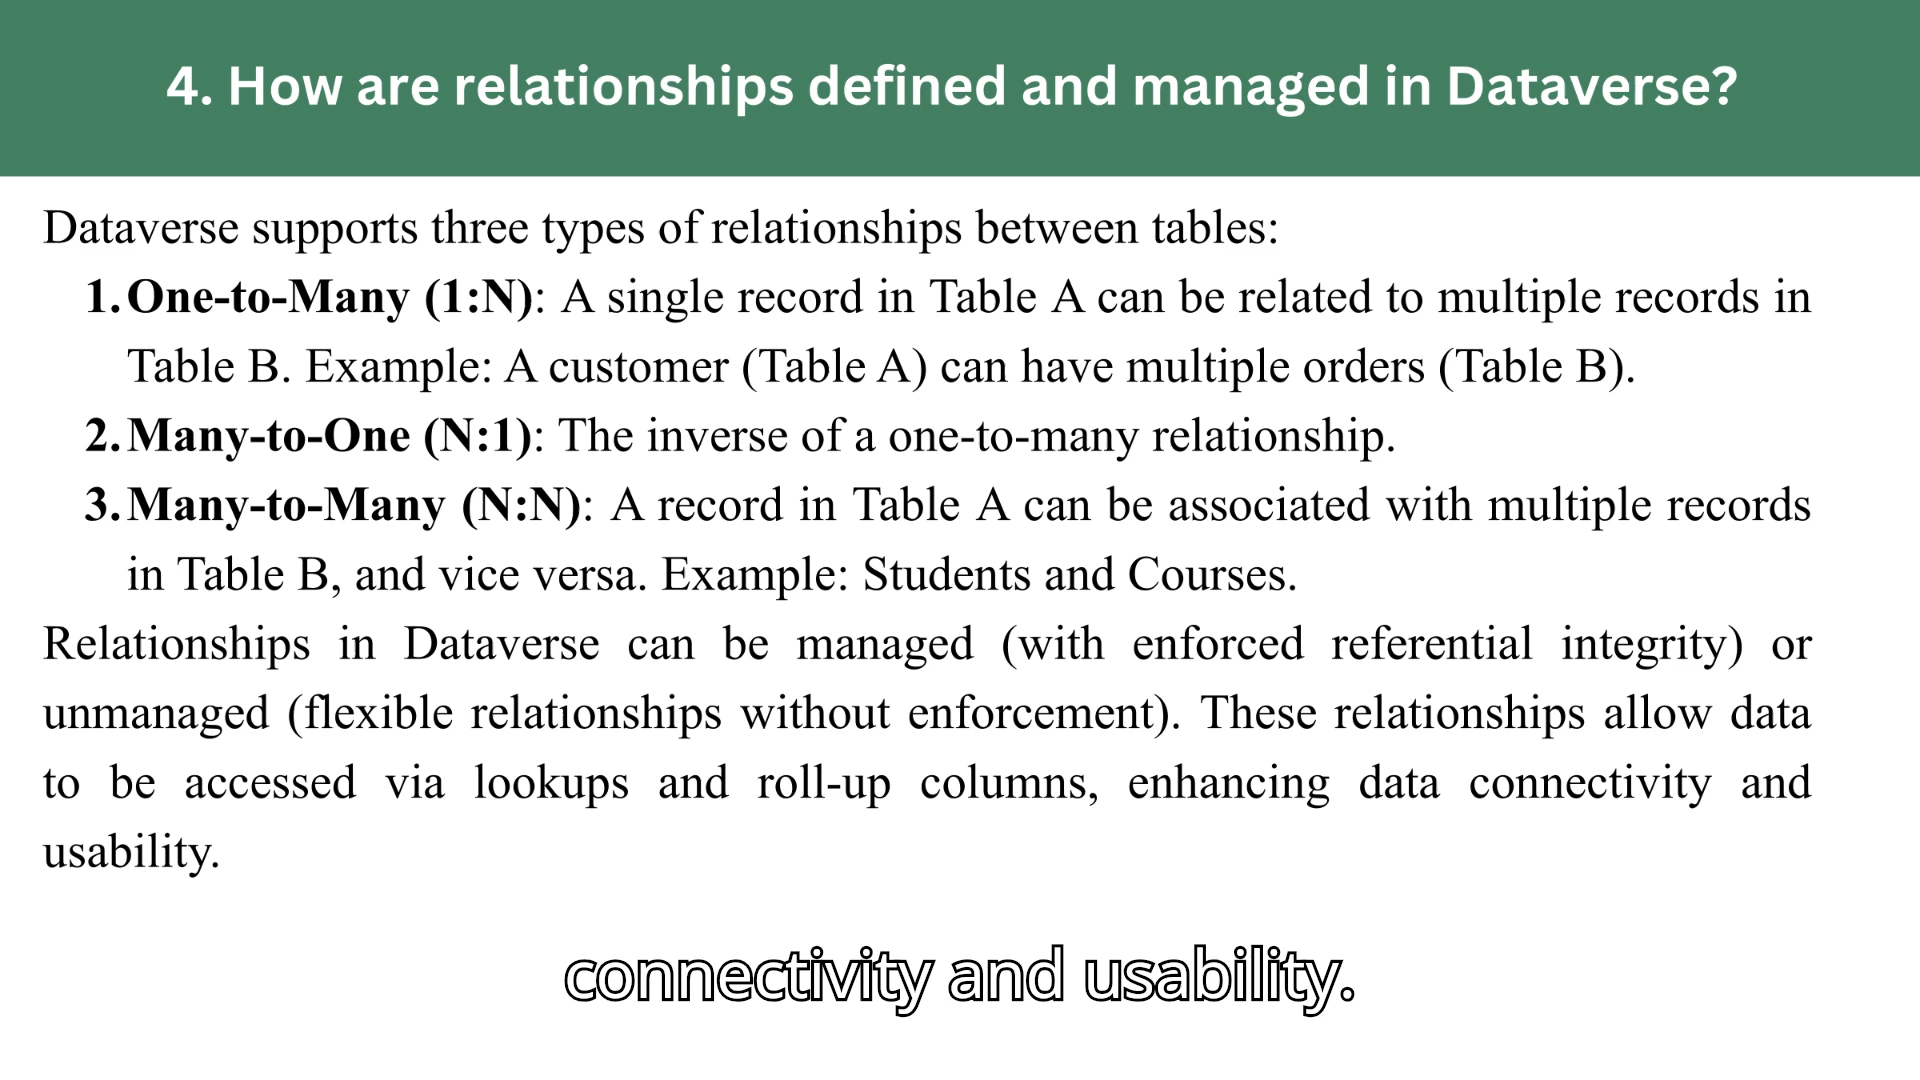 4. How are relationships defined and managed in Dataverse?
Dataverse supports three types of relationships between tables:
1. One-to-Many (1:N): A single record in Table A can be related to multiple records in
Table B. Example: A customer (Table A) can have multiple orders (Table B).
2. Many-to-One (N:1): The inverse of a one-to-many relationship.
3. Many-to-Many (N:N): A record in Table A can be associated with multiple records
in Table B, and vice versa. Example: Students and Courses.
Relationships in Dataverse can be managed (with enforced referential integrity) or
unmanaged (flexible relationships without enforcement). These relationships allow data
to be accessed via lookups and roll-up columns, enhancing data connectivity and
usability.
connectivity and usability.